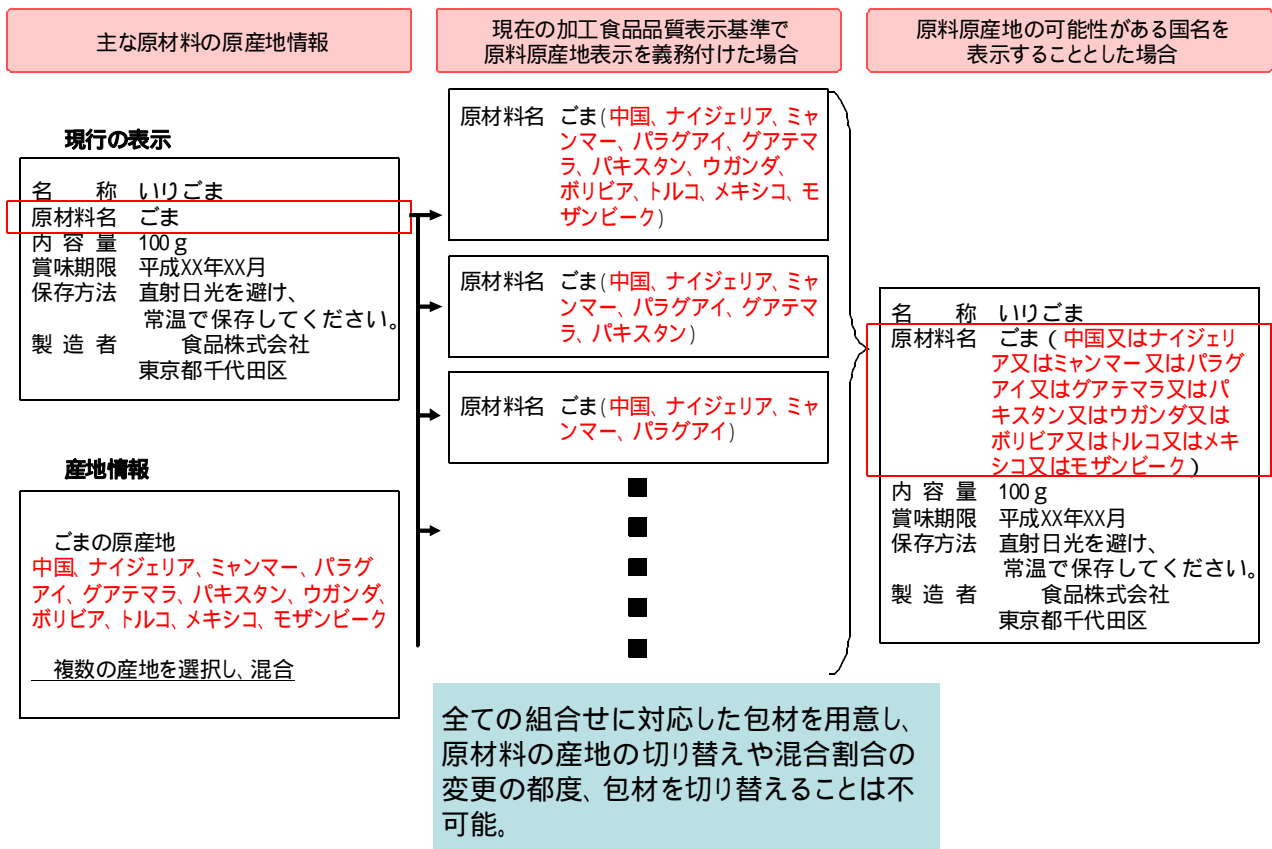 主な原材料の原産地情報
現在の加工食品品質表示基準で
原料原産地表示を義務付けた場合
原料原産地の可能性がある国名を
表示することとした場合
現行の表示
名　　称　いりごま
原材料名　ごま
内 容 量　100ｇ
賞味期限　平成XX年XX月
保存方法　直射日光を避け、
常温で保存してください。
製 造 者　　　食品株式会社
東京都千代田区
産地情報
ごまの原産地
中国、ナイジェリア、ミャンマー、パラグ
アイ、グアテマラ、パキスタン、ウガンダ、
ボリビア、トルコ、メキシコ、モザンビーク
複数の産地を選択し、混合
原材料名　ごま(中国、ナイジェリア、ミャ
ンマー、パラグアイ、グアテマ
ラ、パキスタン、ウガンダ、
ボリビア、トルコ、メキシコ、モ
ザンビーク)
原材料名　ごま(中国、ナイジェリア、ミャ
ンマー、パラグアイ、グアテマ
ラ、パキスタン)
原材料名　ごま(中国、ナイジェリア、ミャ
ンマー、パラグアイ)
全ての組合せに対応した包材を用意し、
原材料の産地の切り替えや混合割合の
変更の都度、包材を切り替えることは不
可能。
名　　称　いりごま
原材料名　ごま（中国又はナイジェリ
ア又はミャンマー又はパラグ
アイ又はグアテマラ又はパ
キスタン又はウガンダ又は
ボリビア又はトルコ又はメキ
シコ又はモザンビーク）
内 容 量　100ｇ
賞味期限　平成XX年XX月
保存方法　直射日光を避け、
常温で保存してください。
製 造 者　　　食品株式会社
東京都千代田区